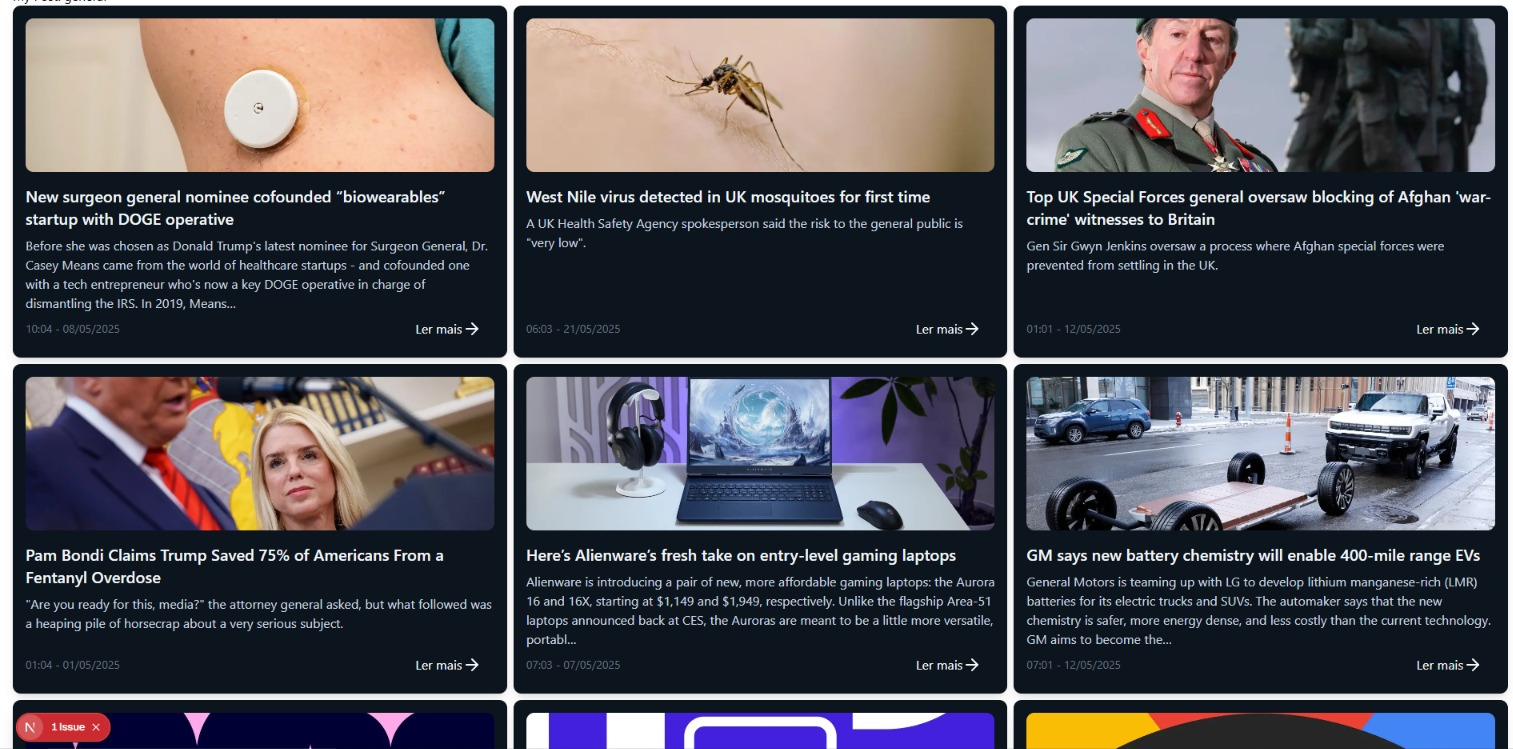 New surgeon general nominee cofounded “biowearables”
startup with DOGE operative
Before she was chosen as Donald Trump's latest nominee for Surgeon General, Dr.
Casey Means came from the world of healthcare startups - and cofounded one
with a tech entrepreneur who's now a key DOGE operative in charge of
dismantling the IRS. In 2019, Means...
10:04 - 08/05/2025
Ler mais
West Nile virus detected in UK mosquitoes for first time
A UK Health Safety Agency spokesperson said the risk to the general public is
"very low".
06:03 - 21/05/2025
Ler mais
Top UK Special Forces general oversaw blocking of Afghan 'war-
crime' witnesses to Britain
Gen Sir Gwyn Jenkins oversaw a process where Afghan special forces were
prevented from settling in the UK.
01:01 - 12/05/2025
Ler mais
Pam Bondi Claims Trump Saved 75% of Americans From a
Fentanyl Overdose
"Are you ready for this, media?" the attorney general asked, but what followed was
a heaping pile of horsecrap about a very serious subject.
01:04 - 01/05/2025
Ler mais
Here’s Alienware’s fresh take on entry-level gaming laptops
Alienware is introducing a pair of new, more affordable gaming laptops: the Aurora
16 and 16X, starting at $1,149 and $1,949, respectively. Unlike the flagship Area-51
laptops announced back at CES, the Auroras are meant to be a little more versatile,
portabl...
07:03 - 07/05/2025
Ler mais
GM says new battery chemistry will enable 400-mile range EVs
General Motors is teaming up with LG to develop lithium manganese-rich (LMR)
batteries for its electric trucks and SUVs. The automaker says that the new
chemistry is safer, more energy dense, and less costly than the current technology.
GM aims to become the...
07:01 - 12/05/2025
Ler mais
N 1 Issue